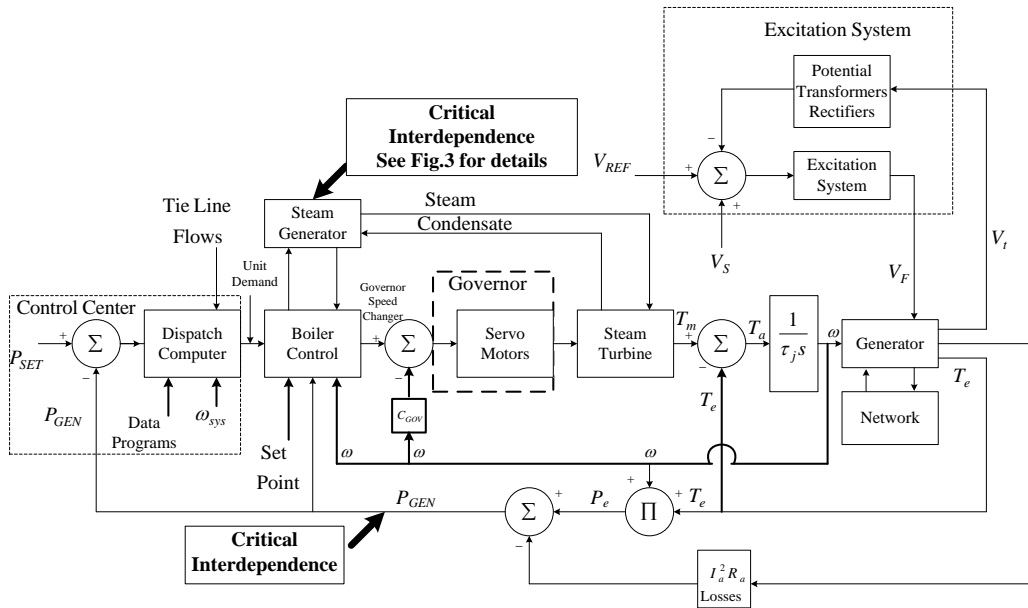 Excitation System
Potential
Transformers
Rectifiers
−
V_REF
+
Σ
+
Excitation
System
V_S
V_F
V_t
Critical
Interdependence
See Fig.3 for details
Tie Line
Flows
Steam
Generator
Steam
Condensate
Unit
Demand
Governor
Speed
Changer
Governor
Control Center
P_SET
+
Σ
−
Dispatch
Computer
Boiler
Control
+
Σ
−
Servo
Motors
Steam
Turbine
T_m
+
Σ
−
T_a
1
τ_j s
ω
Generator
T_e
Network
P_GEN
Data
Programs
ω_sys
Set
Point
C_GOV
T_e
ω
ω
ω
P_GEN
Σ
+
−
P_e
+
Π
+
T_e
Critical
Interdependence
I_a^2 R_a
Losses